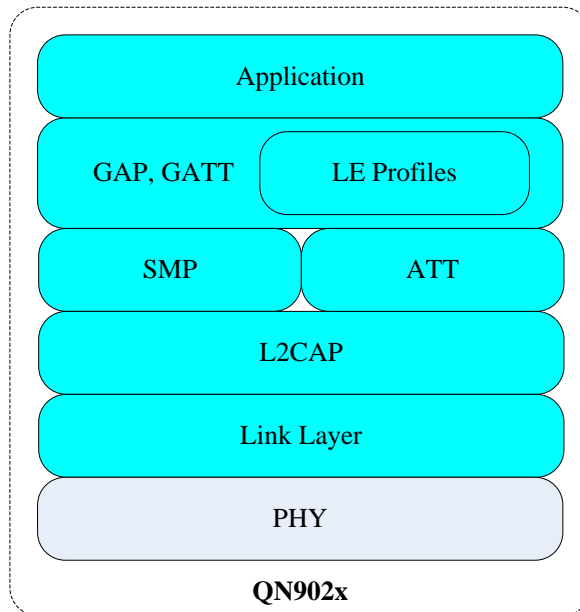 Application
GAP, GATT
LE Profiles
SMP
ATT
L2CAP
Link Layer
PHY
QN902x